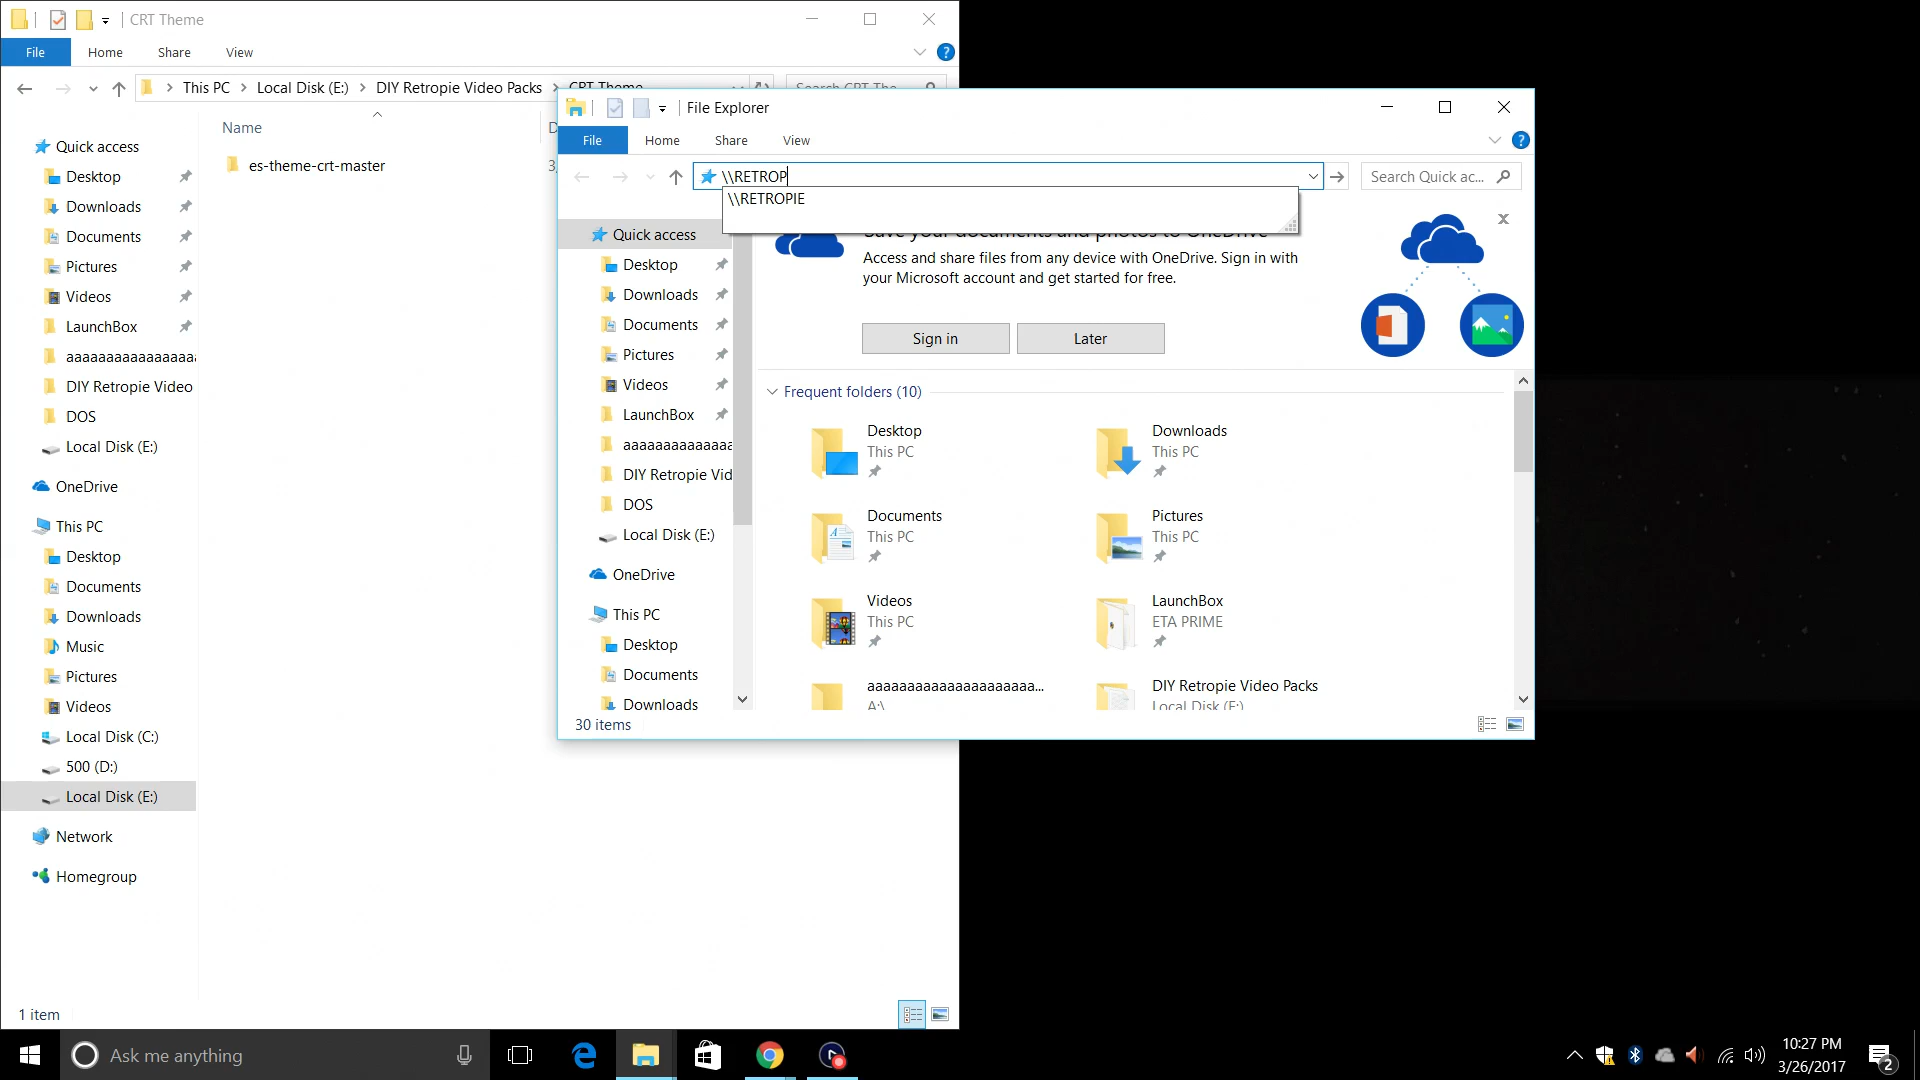 CRT Theme
File Home Share View
This PC > Local Disk (E:) > DIY Retropie Video Packs > CRT Theme
Search CRT The...
Name
es-theme-crt-master
Quick access
Desktop
Downloads
Documents
Pictures
Videos
LaunchBox
DIY Retropie Video
DOS
Local Disk (E:)
OneDrive
This PC
Desktop
Documents
Downloads
Music
Pictures
Videos
Local Disk (C:)
500 (D:)
Local Disk (E:)
Network
Homegroup
1 item
File Explorer
File Home Share View
\\RETROP
Search Quick ac...
\\RETROPIE
Quick access
Desktop
Downloads
Documents
Pictures
Videos
LaunchBox
DIY Retropie Vid
DOS
Local Disk (E:)
OneDrive
This PC
Desktop
Documents
Downloads
Save your documents and photos to OneDrive
Access and share files from any device with OneDrive. Sign in with
your Microsoft account and get started for free.
Sign in Later
Frequent folders (10)
Desktop
This PC
Downloads
This PC
Documents
This PC
Pictures
This PC
Videos
This PC
LaunchBox
ETA PRIME
aaaaaaaaaaaaaaaaaaaaaa...
A:\
DIY Retropie Video Packs
Local Disk (E:)
30 items
Ask me anything
10:27 PM
3/26/2017
2